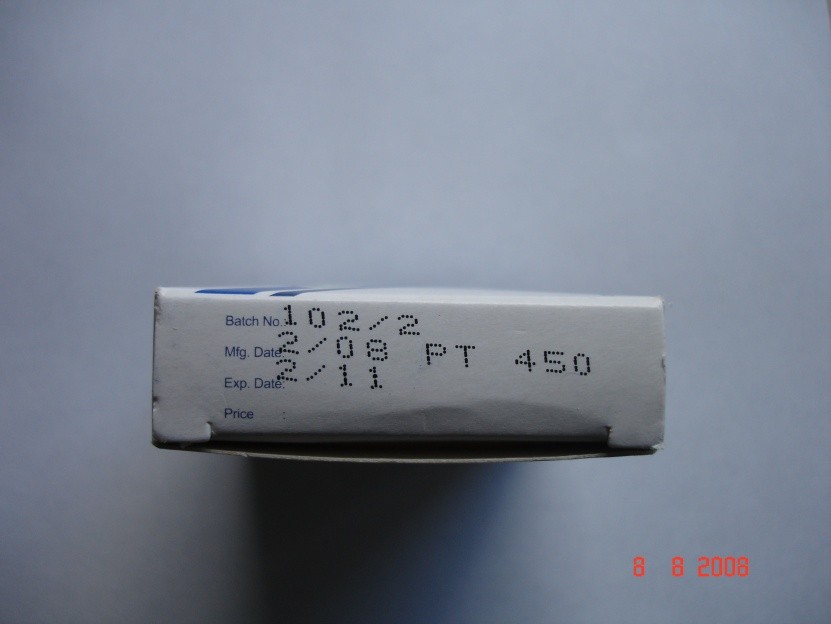 Batch No.: 102/2
Mfg. Date: 2/08 PT 450
Exp. Date: 2/11
Price :
8 8 2008